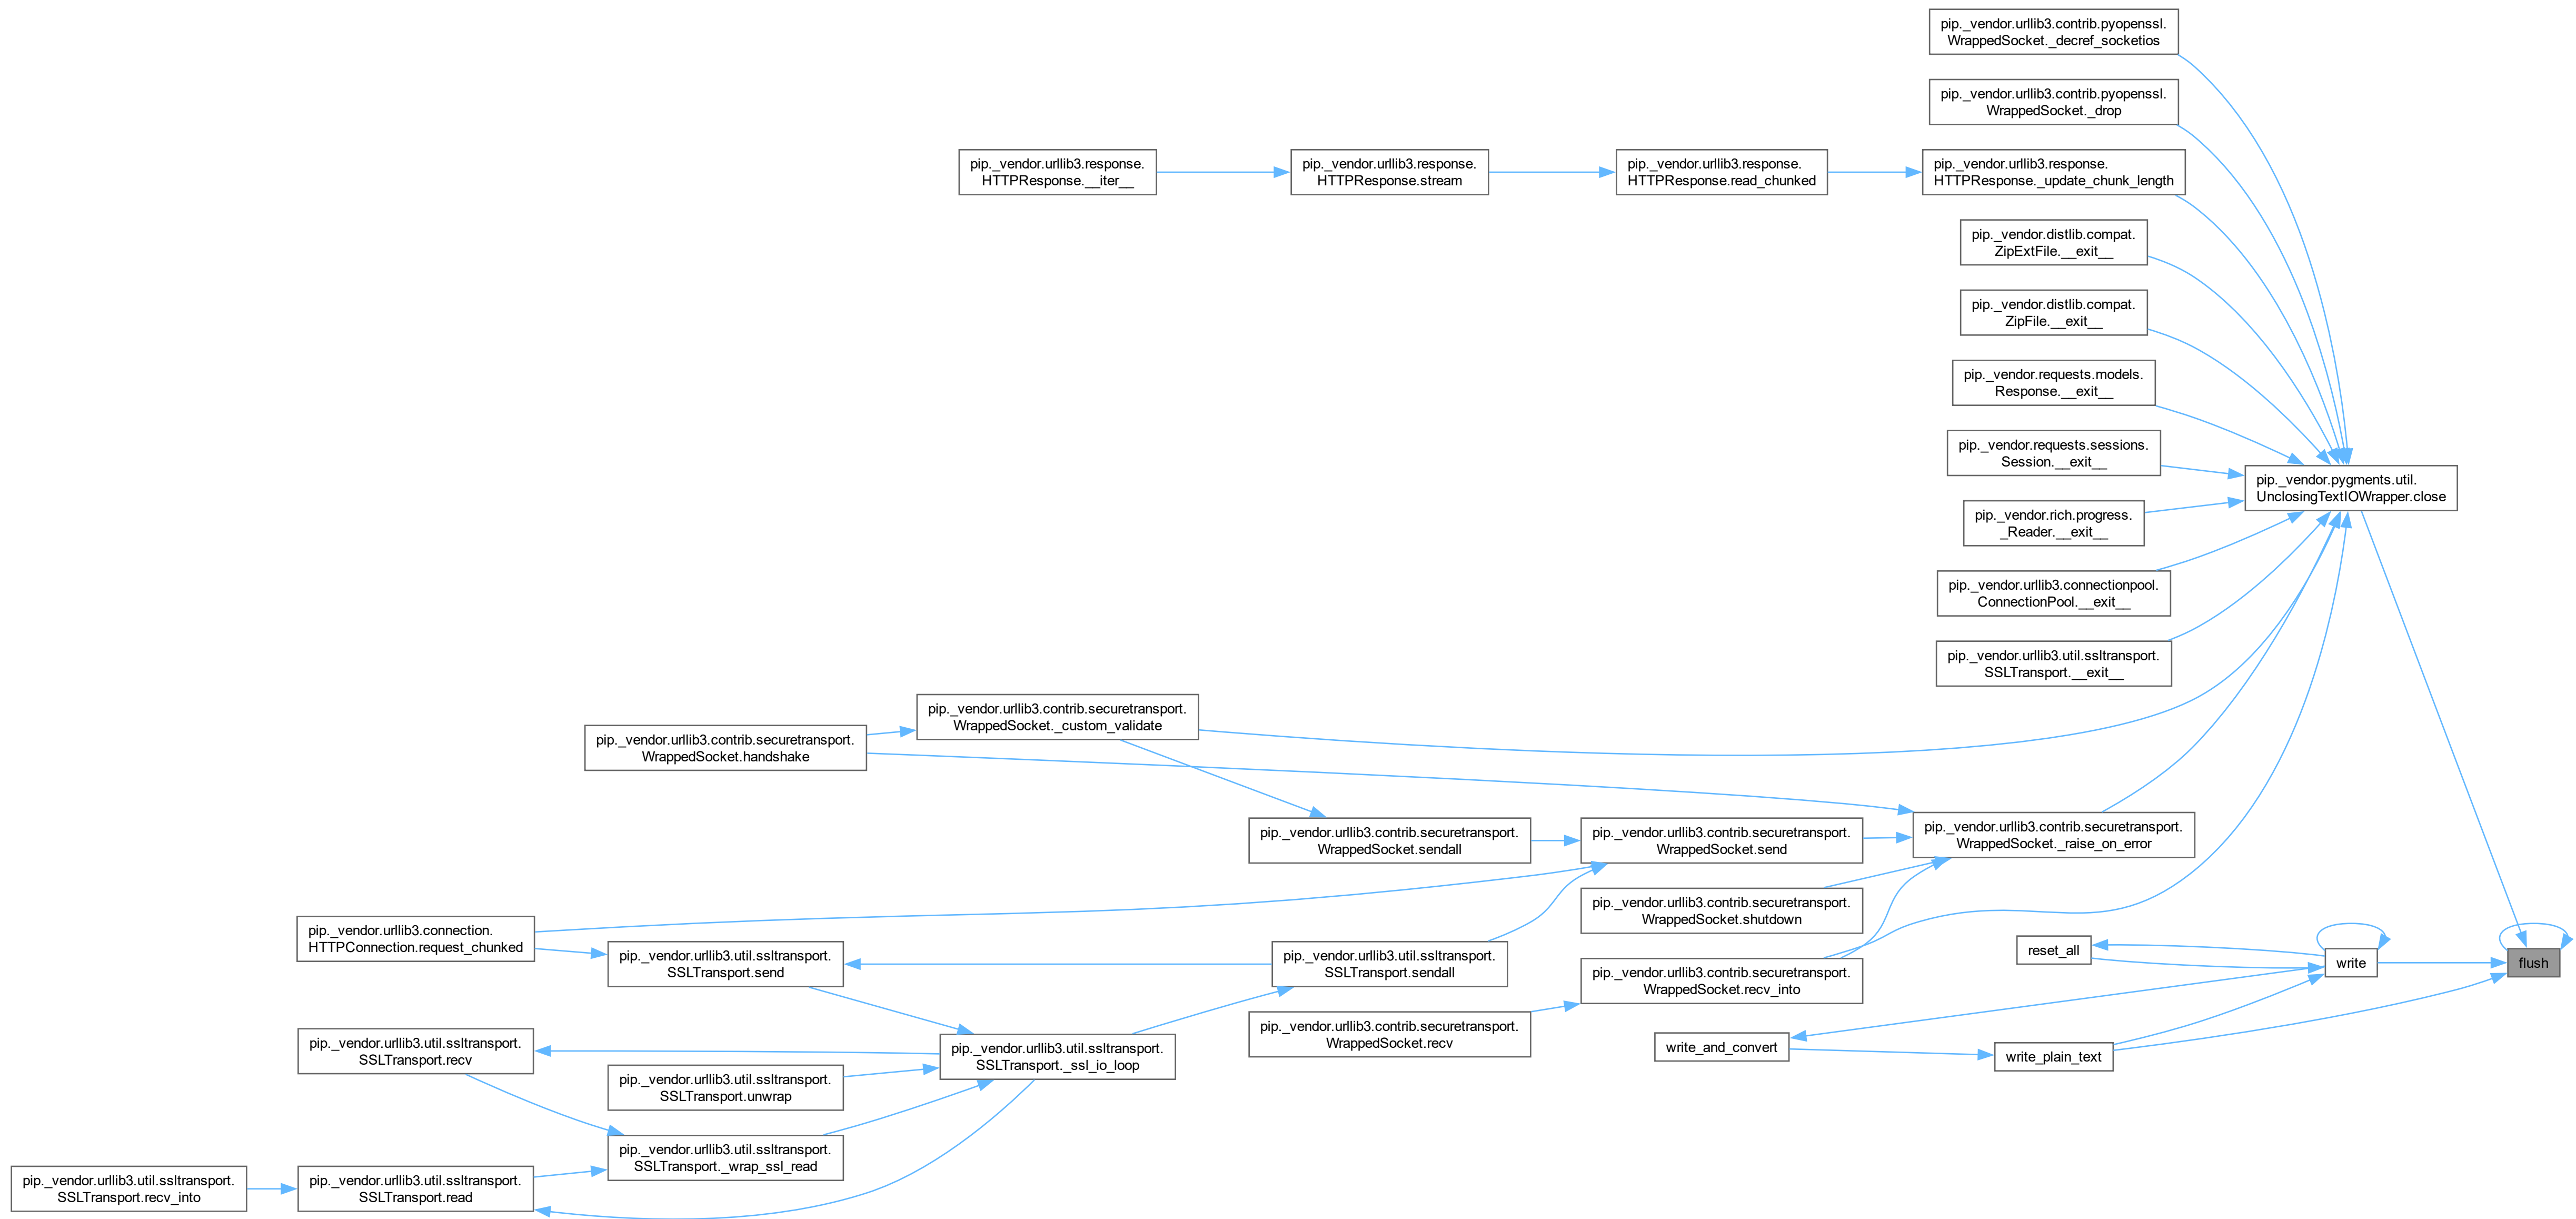 pip._vendor.urllib3.contrib.pyopenssl.
WrappedSocket._decref_socketios
pip._vendor.urllib3.contrib.pyopenssl.
WrappedSocket._drop
pip._vendor.urllib3.response.
HTTPResponse.__iter__
pip._vendor.urllib3.response.
HTTPResponse.stream
pip._vendor.urllib3.response.
HTTPResponse.read_chunked
pip._vendor.urllib3.response.
HTTPResponse._update_chunk_length
pip._vendor.distlib.compat.
ZipExtFile.__exit__
pip._vendor.distlib.compat.
ZipFile.__exit__
pip._vendor.requests.models.
Response.__exit__
pip._vendor.requests.sessions.
Session.__exit__
pip._vendor.pygments.util.
UnclosingTextIOWrapper.close
pip._vendor.rich.progress.
_Reader.__exit__
pip._vendor.urllib3.connectionpool.
ConnectionPool.__exit__
pip._vendor.urllib3.util.ssltransport.
SSLTransport.__exit__
pip._vendor.urllib3.contrib.securetransport.
WrappedSocket._custom_validate
pip._vendor.urllib3.contrib.securetransport.
WrappedSocket.handshake
pip._vendor.urllib3.contrib.securetransport.
WrappedSocket.sendall
pip._vendor.urllib3.contrib.securetransport.
WrappedSocket.send
pip._vendor.urllib3.contrib.securetransport.
WrappedSocket._raise_on_error
pip._vendor.urllib3.contrib.securetransport.
WrappedSocket.shutdown
pip._vendor.urllib3.connection.
HTTPConnection.request_chunked
pip._vendor.urllib3.util.ssltransport.
SSLTransport.send
pip._vendor.urllib3.util.ssltransport.
SSLTransport.sendall
pip._vendor.urllib3.contrib.securetransport.
WrappedSocket.recv_into
reset_all
write
flush
pip._vendor.urllib3.util.ssltransport.
SSLTransport.recv
pip._vendor.urllib3.util.ssltransport.
SSLTransport._ssl_io_loop
pip._vendor.urllib3.contrib.securetransport.
WrappedSocket.recv
write_and_convert
write_plain_text
pip._vendor.urllib3.util.ssltransport.
SSLTransport.unwrap
pip._vendor.urllib3.util.ssltransport.
SSLTransport._wrap_ssl_read
pip._vendor.urllib3.util.ssltransport.
SSLTransport.recv_into
pip._vendor.urllib3.util.ssltransport.
SSLTransport.read